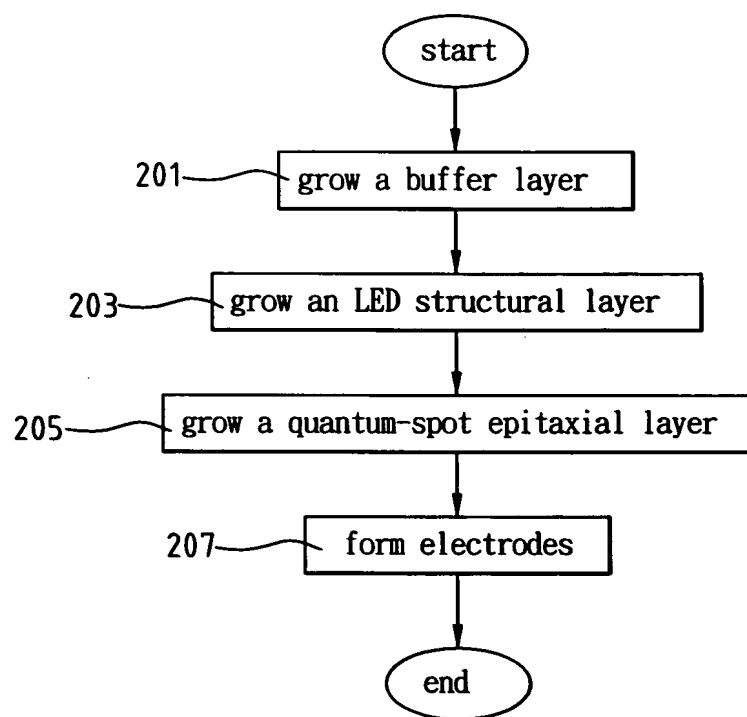 start
201 grow a buffer layer
203 grow an LED structural layer
205 grow a quantum-spot epitaxial layer
207 form electrodes
end